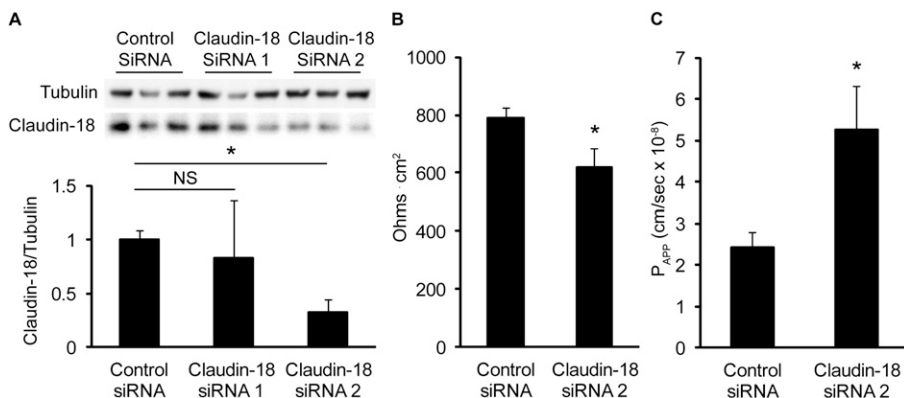 A
Control
SiRNA
Claudin-18
SiRNA 1
Claudin-18
SiRNA 2
Tubulin
Claudin-18
*
NS
Claudin-18/Tubulin
1.5
1
0.5
0
Control
siRNA
Claudin-18
siRNA 1
Claudin-18
siRNA 2
B
Ohms · cm²
1000
800
600
400
200
0
*
Control
siRNA
Claudin-18
siRNA 2
C
P_APP (cm/sec x 10⁻⁸)
7
6
5
4
3
2
1
0
*
Control
siRNA
Claudin-18
siRNA 2